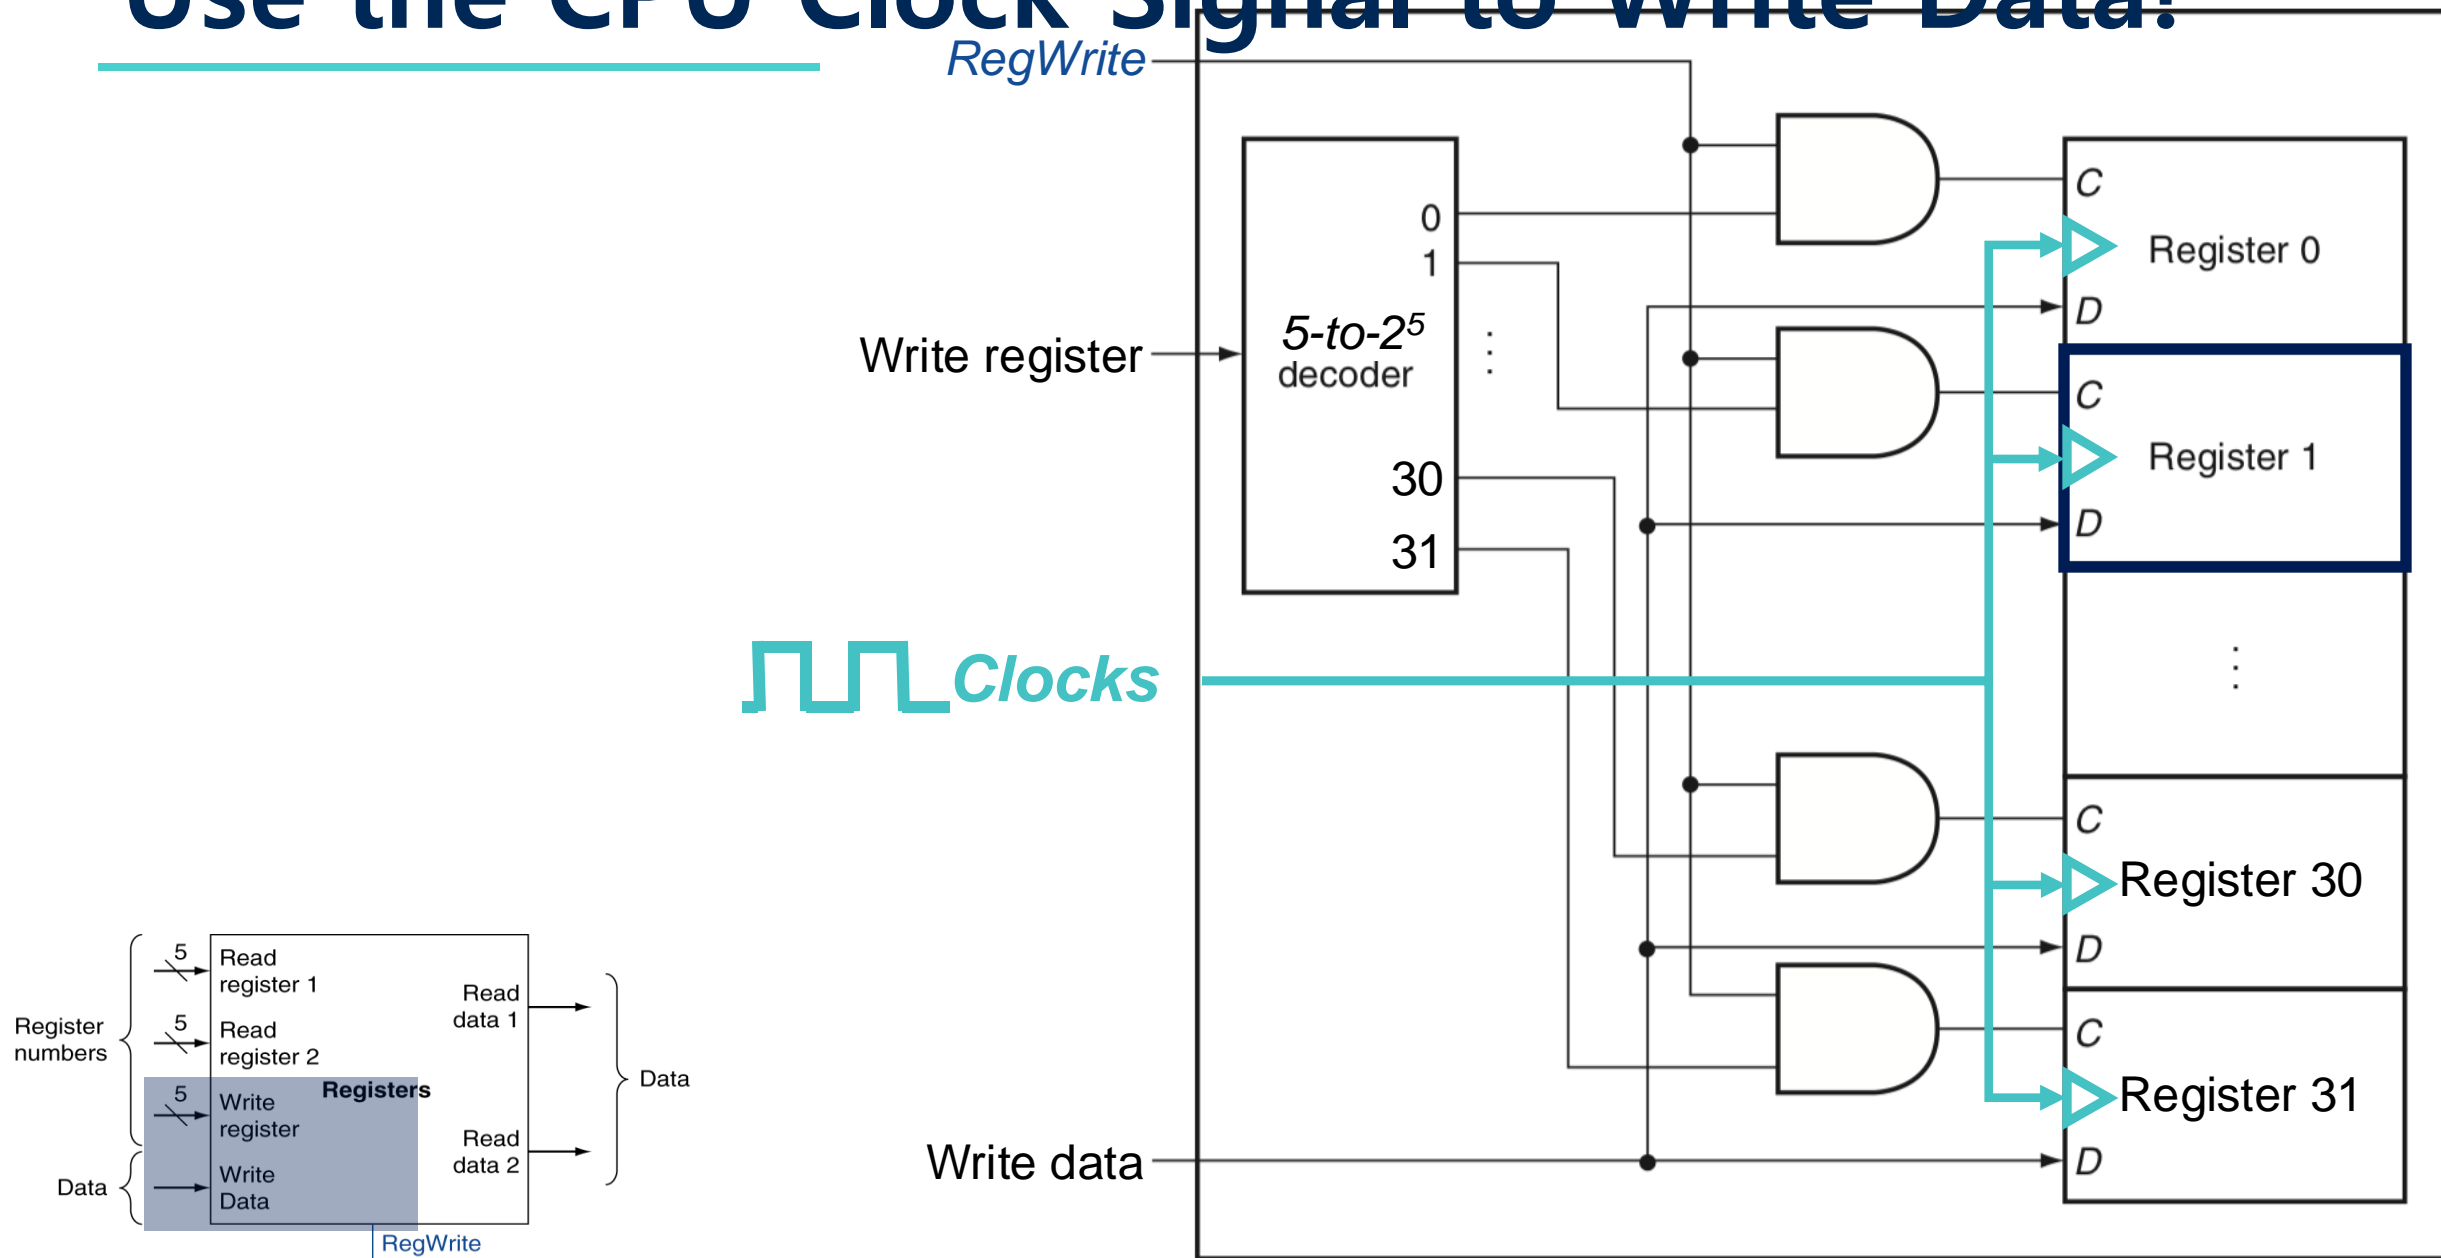 Use the CPU Clock Signal to Write Data!
RegWrite
Write register
5-to-2⁵
decoder
0
1
⋮
30
31
C
Register 0
D
C
Register 1
D
⋮
C
Register 30
D
C
Register 31
D
Clocks
Write data
Register
numbers
Data
5
Read
register 1
5
Read
register 2
5
Write
register
Write
Data
Registers
Read
data 1
Read
data 2
Data
RegWrite